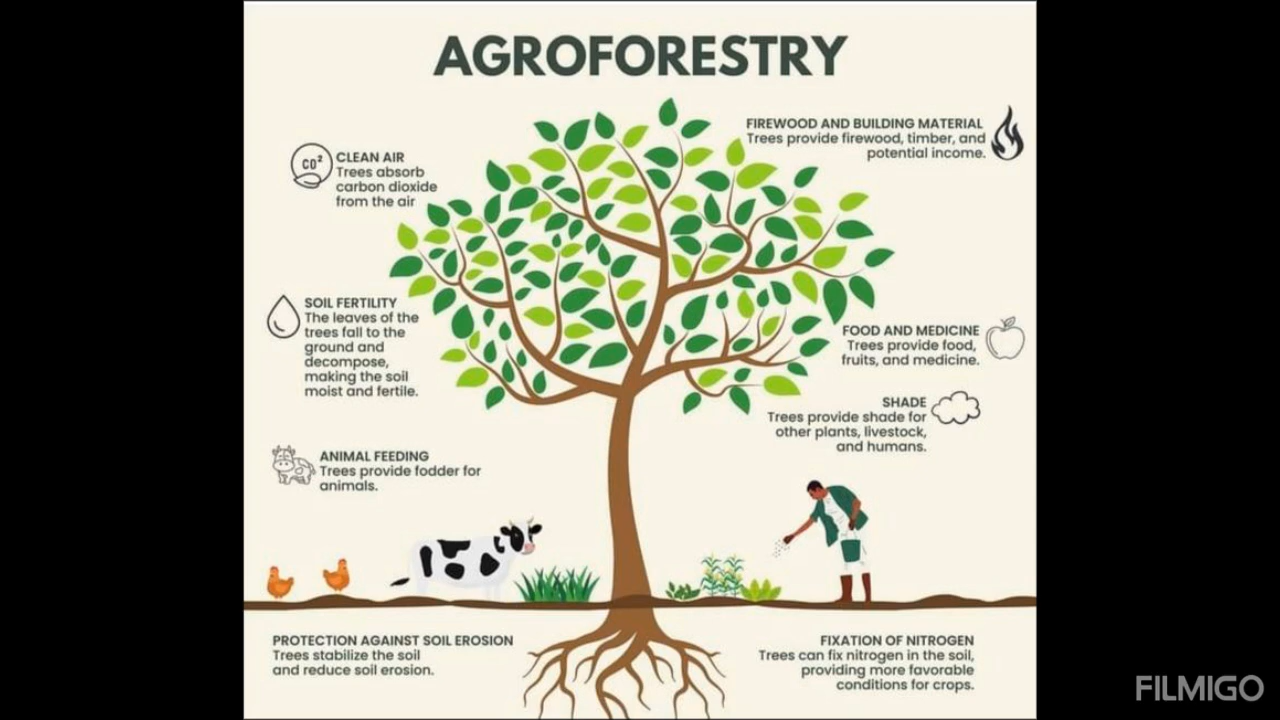 AGROFORESTRY
CO²
CLEAN AIR
Trees absorb
carbon dioxide
from the air
SOIL FERTILITY
The leaves of the
trees fall to the
ground and
decompose,
making the soil
moist and fertile.
ANIMAL FEEDING
Trees provide fodder for
animals.
PROTECTION AGAINST SOIL EROSION
Trees stabilize the soil
and reduce soil erosion.
FIREWOOD AND BUILDING MATERIAL
Trees provide firewood, timber, and
potential income.
FOOD AND MEDICINE
Trees provide food,
fruits, and medicine.
SHADE
Trees provide shade for
other plants, livestock,
and humans.
FIXATION OF NITROGEN
Trees can fix nitrogen in the soil,
providing more favorable
conditions for crops.
FILMIGO